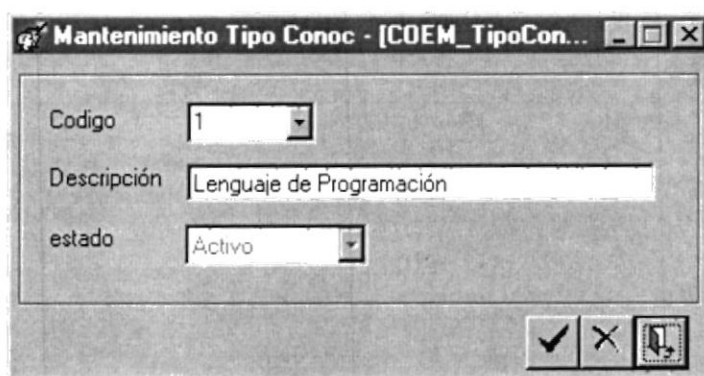 Mantenimiento Tipo Conoc - [COEM_TipoCon...
Codigo 1
Descripción Lenguaje de Programación
estado Activo